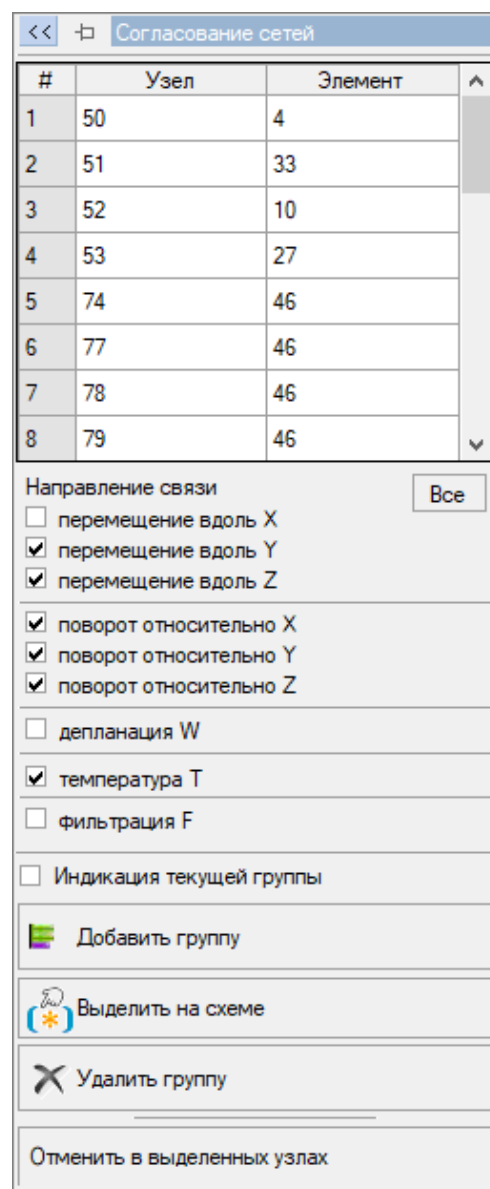 << Согласование сетей
# Узел Элемент
1 50 4
2 51 33
3 52 10
4 53 27
5 74 46
6 77 46
7 78 46
8 79 46
Направление связи Все
перемещение вдоль X
перемещение вдоль Y
перемещение вдоль Z
поворот относительно X
поворот относительно Y
поворот относительно Z
депланация W
температура T
фильтрация F
Индикация текущей группы
Добавить группу
Выделить на схеме
Удалить группу
Отменить в выделенных узлах